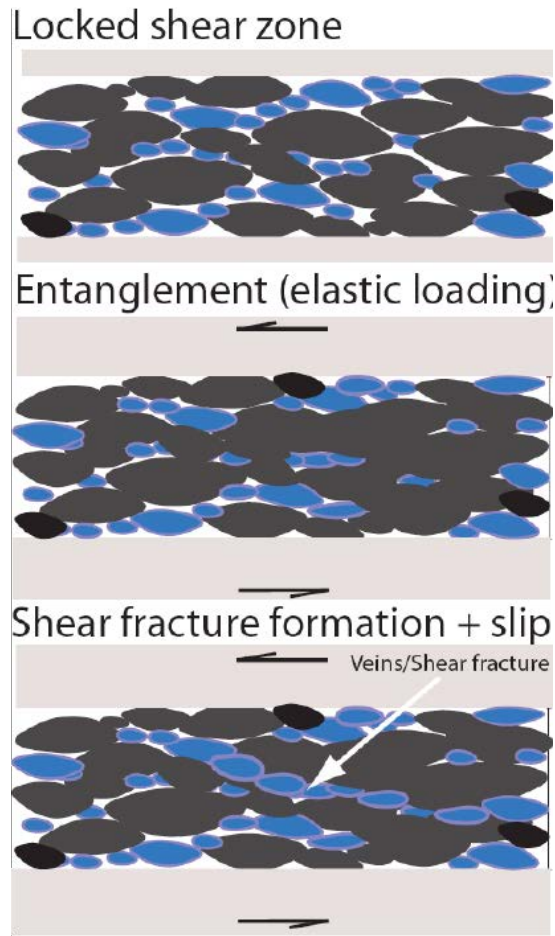 Locked shear zone
Entanglement (elastic loading)
Shear fracture formation + slip
Veins/Shear fracture